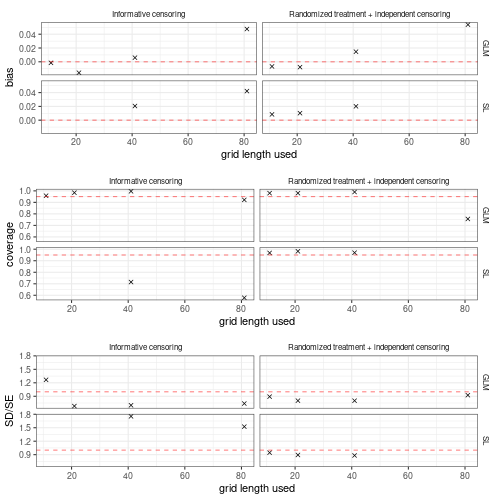 Informative censoring
Randomized treatment + independent censoring
0.04
0.02
0.00
GLM
0.04
0.02
0.00
SL
bias
20 40 60 80
20 40 60 80
grid length used
Informative censoring
Randomized treatment + independent censoring
1.0
0.9
0.8
0.7
0.6
GLM
1.0
0.9
0.8
0.7
0.6
SL
coverage
20 40 60 80
20 40 60 80
grid length used
Informative censoring
Randomized treatment + independent censoring
1.8
1.5
1.2
0.9
GLM
1.8
1.5
1.2
0.9
SL
SD/SE
20 40 60 80
20 40 60 80
grid length used